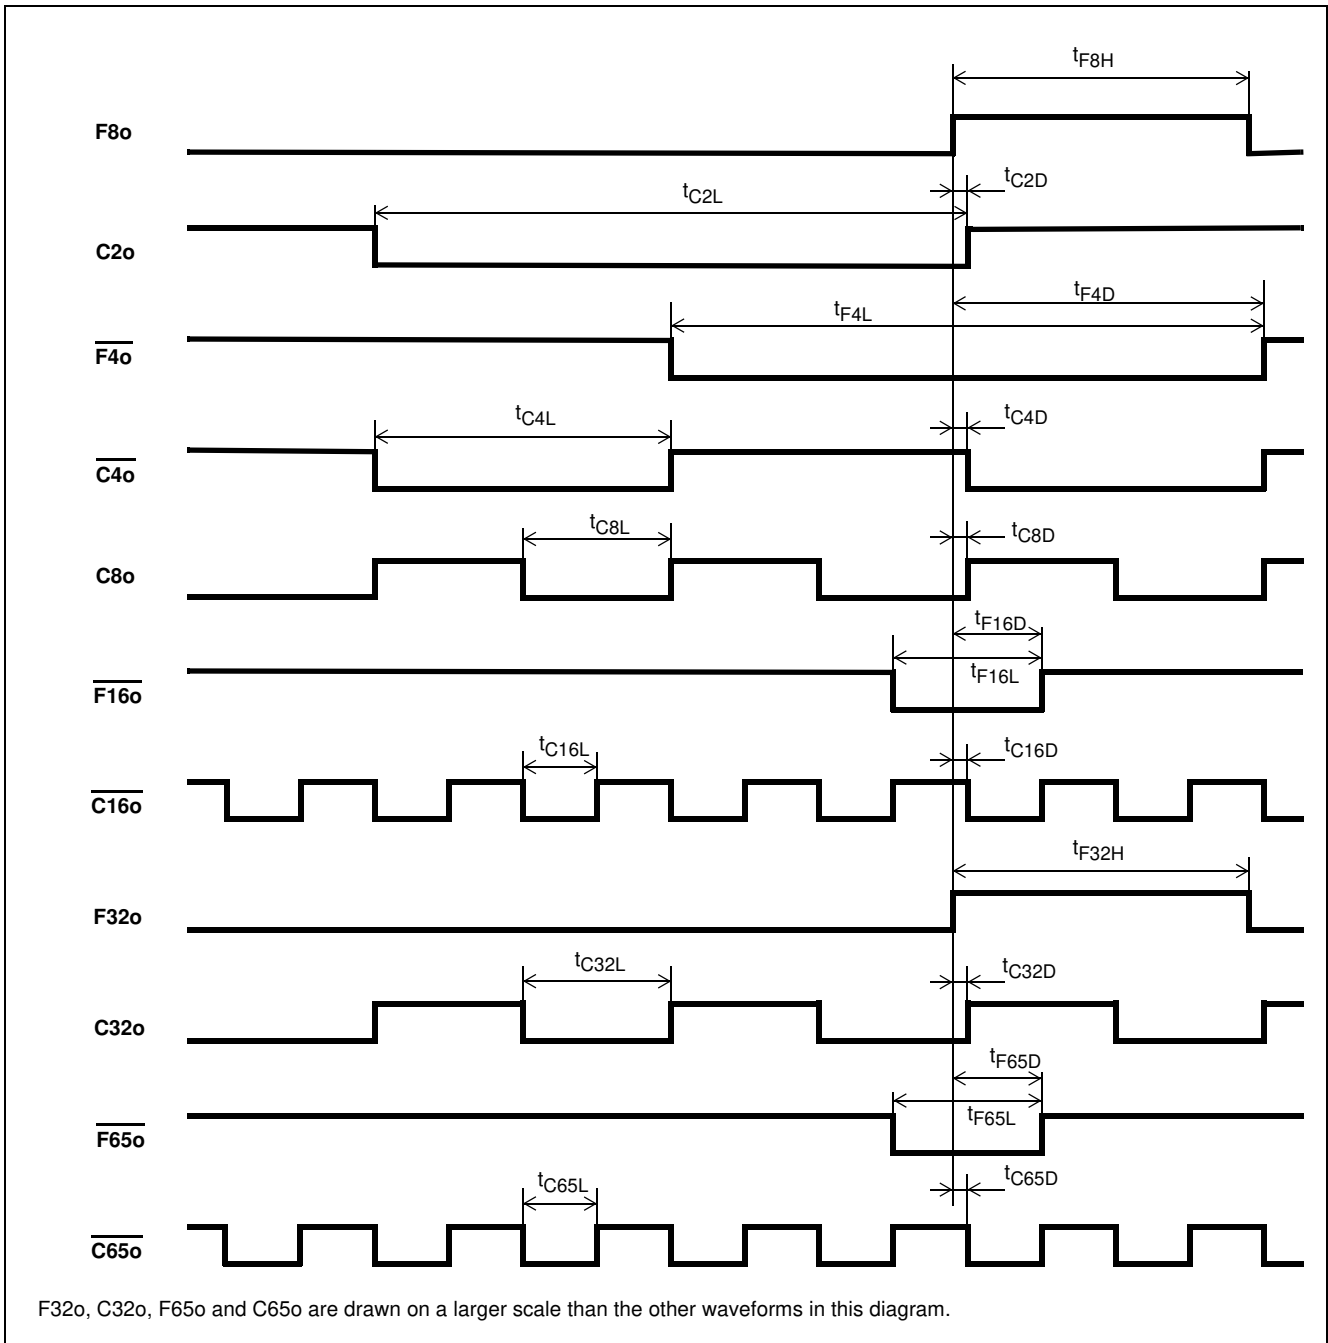 tF8H
F8o
tC2D
tC2L
C2o
tF4D
tF4L
F4o
tC4L
tC4D
C4o
tC8L
tC8D
C8o
tF16D
tF16L
F16o
tC16L
tC16D
C16o
tF32H
F32o
tC32L
tC32D
C32o
tF65D
tF65L
F65o
tC65L
tC65D
C65o
F32o, C32o, F65o and C65o are drawn on a larger scale than the other waveforms in this diagram.